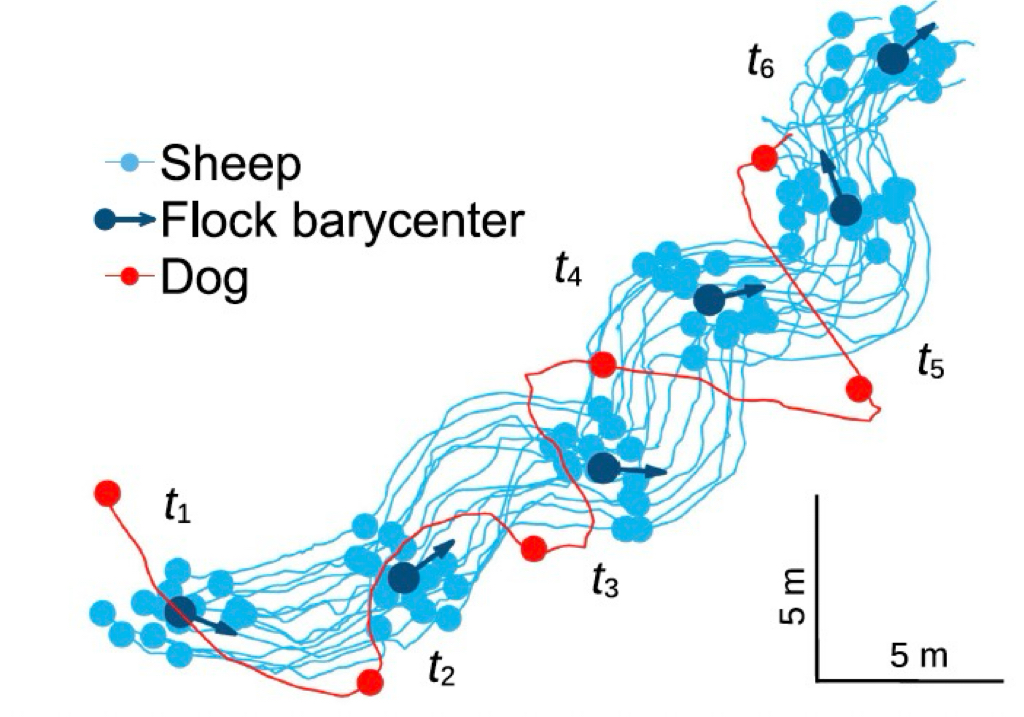 t6
Sheep
Flock barycenter
Dog
t4
t5
t1
t3
t2
5 m
5 m